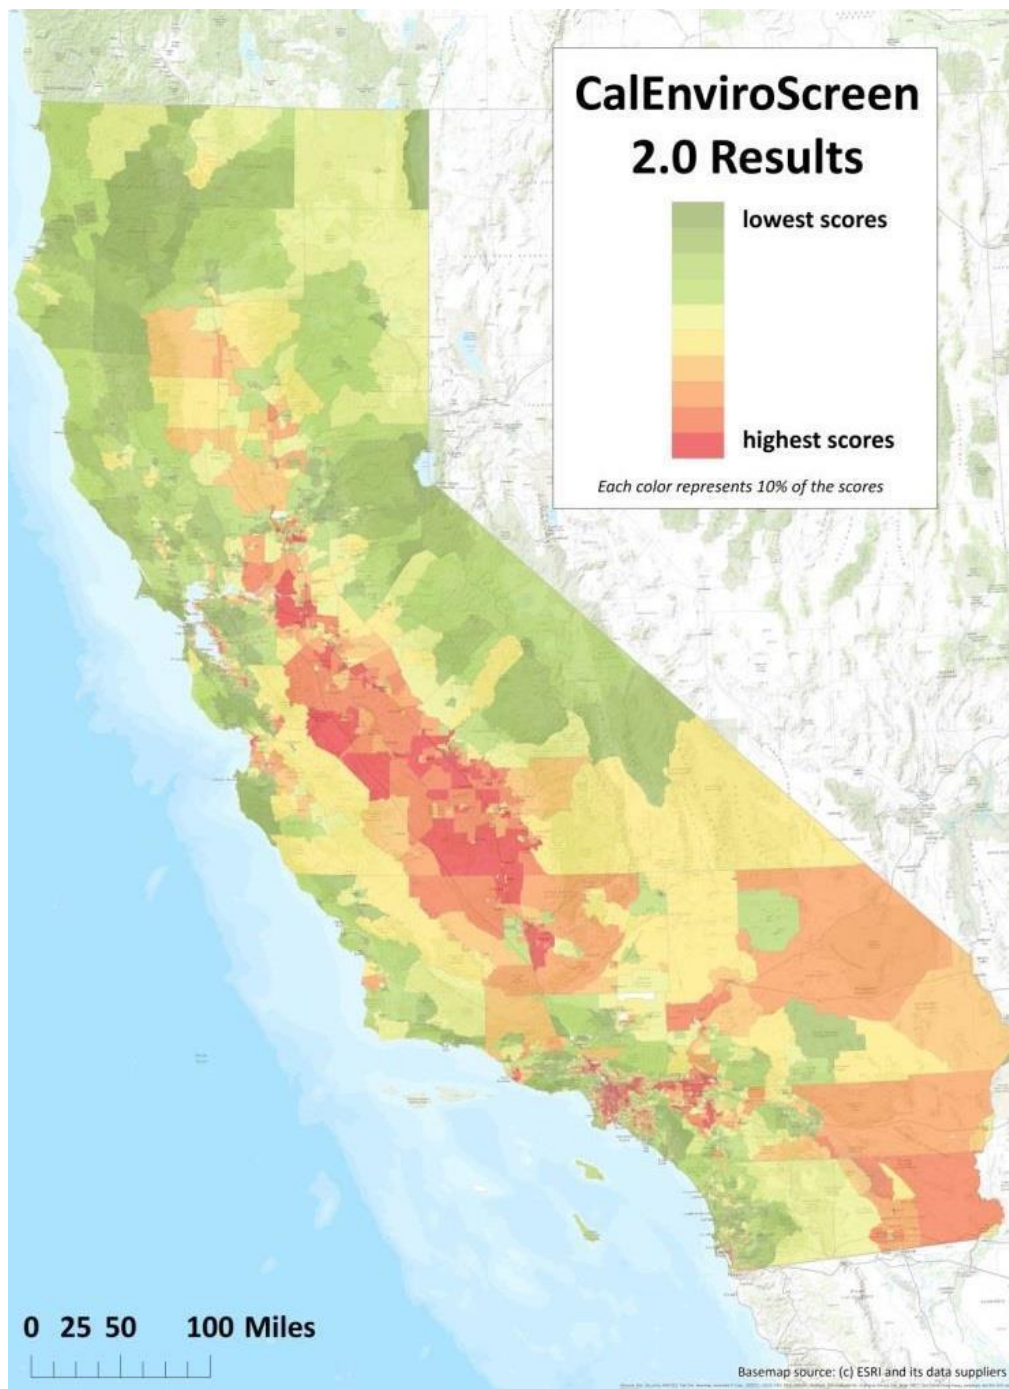 CalEnviroScreen
2.0 Results
lowest scores
highest scores
Each color represents 10% of the scores
0 25 50 100 Miles
Basemap source: (c) ESRI and its data suppliers